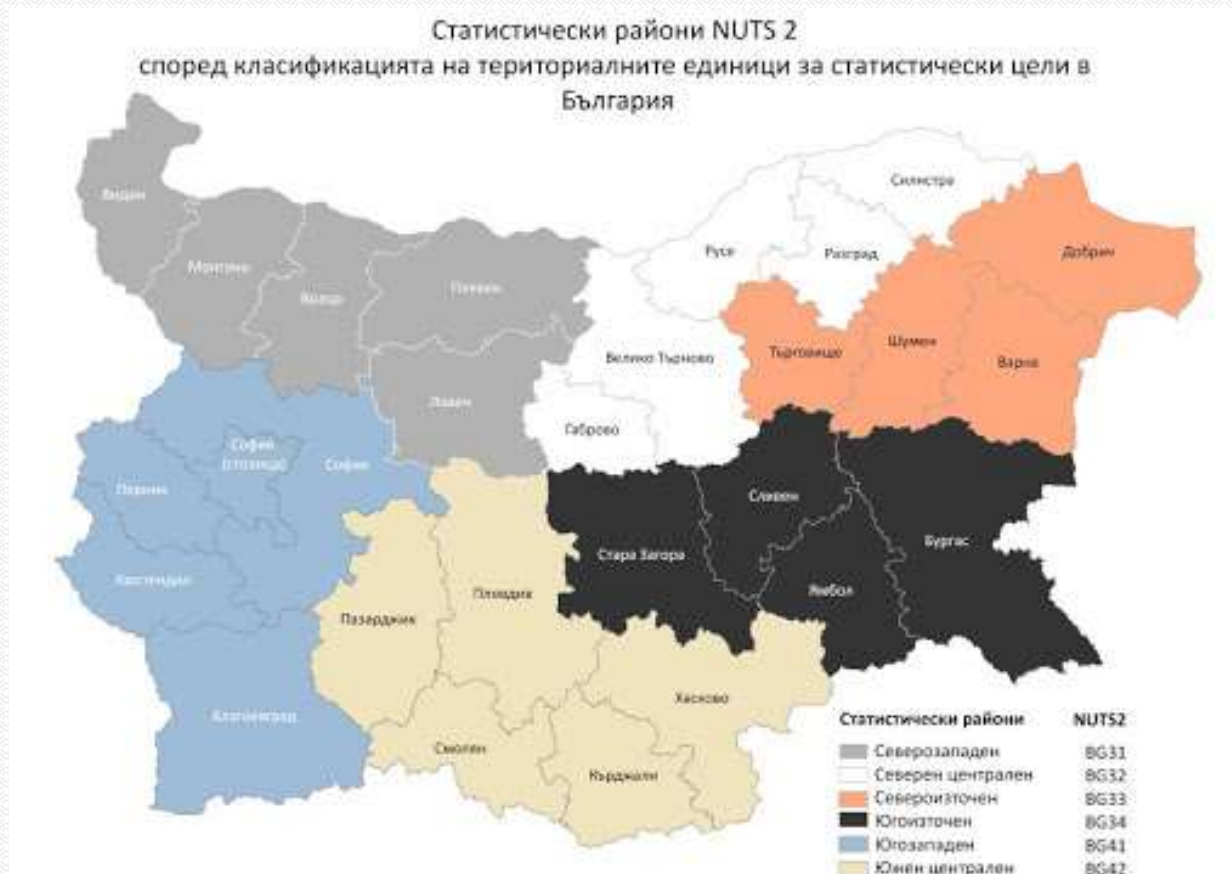 Статистически райони NUTS 2
според класификацията на териториалните единици за статистически цели в
България
Видин
Силистра
Русе
Разград
Добрич
Монтана
Враца
Плевен
Шумен
Търговище
Велико Търново
Варна
Ловеч
Габрово
София
(столица)
София
Перник
Сливен
Бургас
Стара Загора
Кюстендил
Ямбол
Пловдив
Пазарджик
Хасково
Благоевград
Смолян
Кърджали
Статистически райони NUTS2
Северозападен BG31
Северен централен BG32
Североизточен BG33
Югоизточен BG34
Югозападен BG41
Южен централен BG42